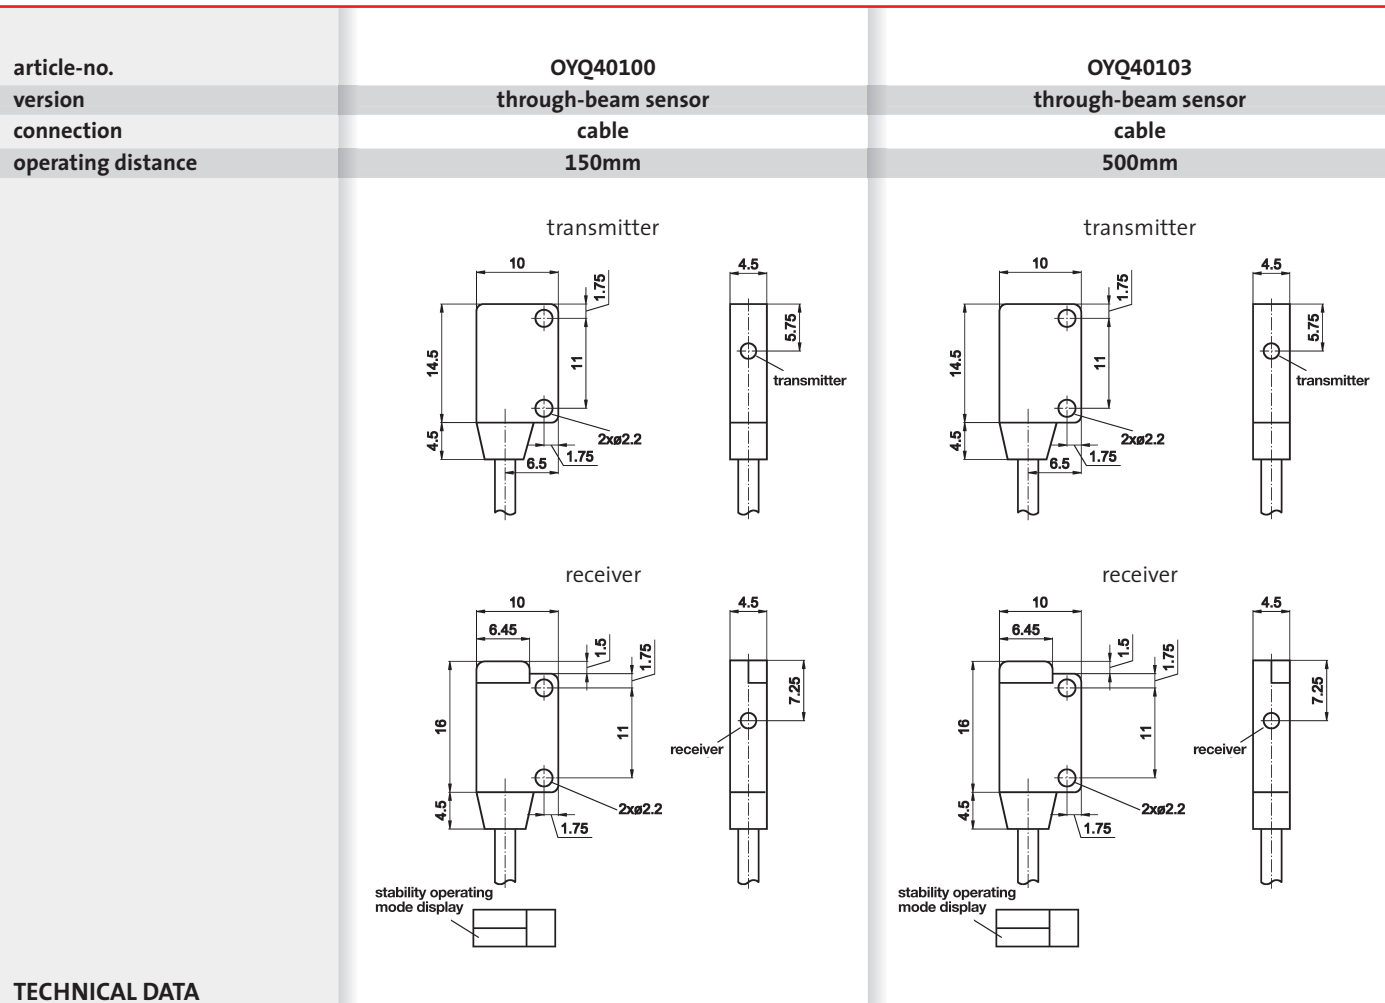 article-no. OYQ40100 OYQ40103
version through-beam sensor through-beam sensor
connection cable cable
operating distance 150mm 500mm
transmitter transmitter
10 1.75 4.5 10 1.75 4.5
14.5 11 5.75 14.5 11 5.75
transmitter transmitter
4.5 2xø2.2 4.5 2xø2.2
6.5 1.75 6.5 1.75
receiver receiver
10 4.5 10 4.5
6.45 1.5 1.75 6.45 1.5 1.75
16 11 7.25 16 11 7.25
receiver receiver
4.5 2xø2.2 4.5 2xø2.2
1.75 1.75
stability operating stability operating
mode display mode display
TECHNICAL DATA